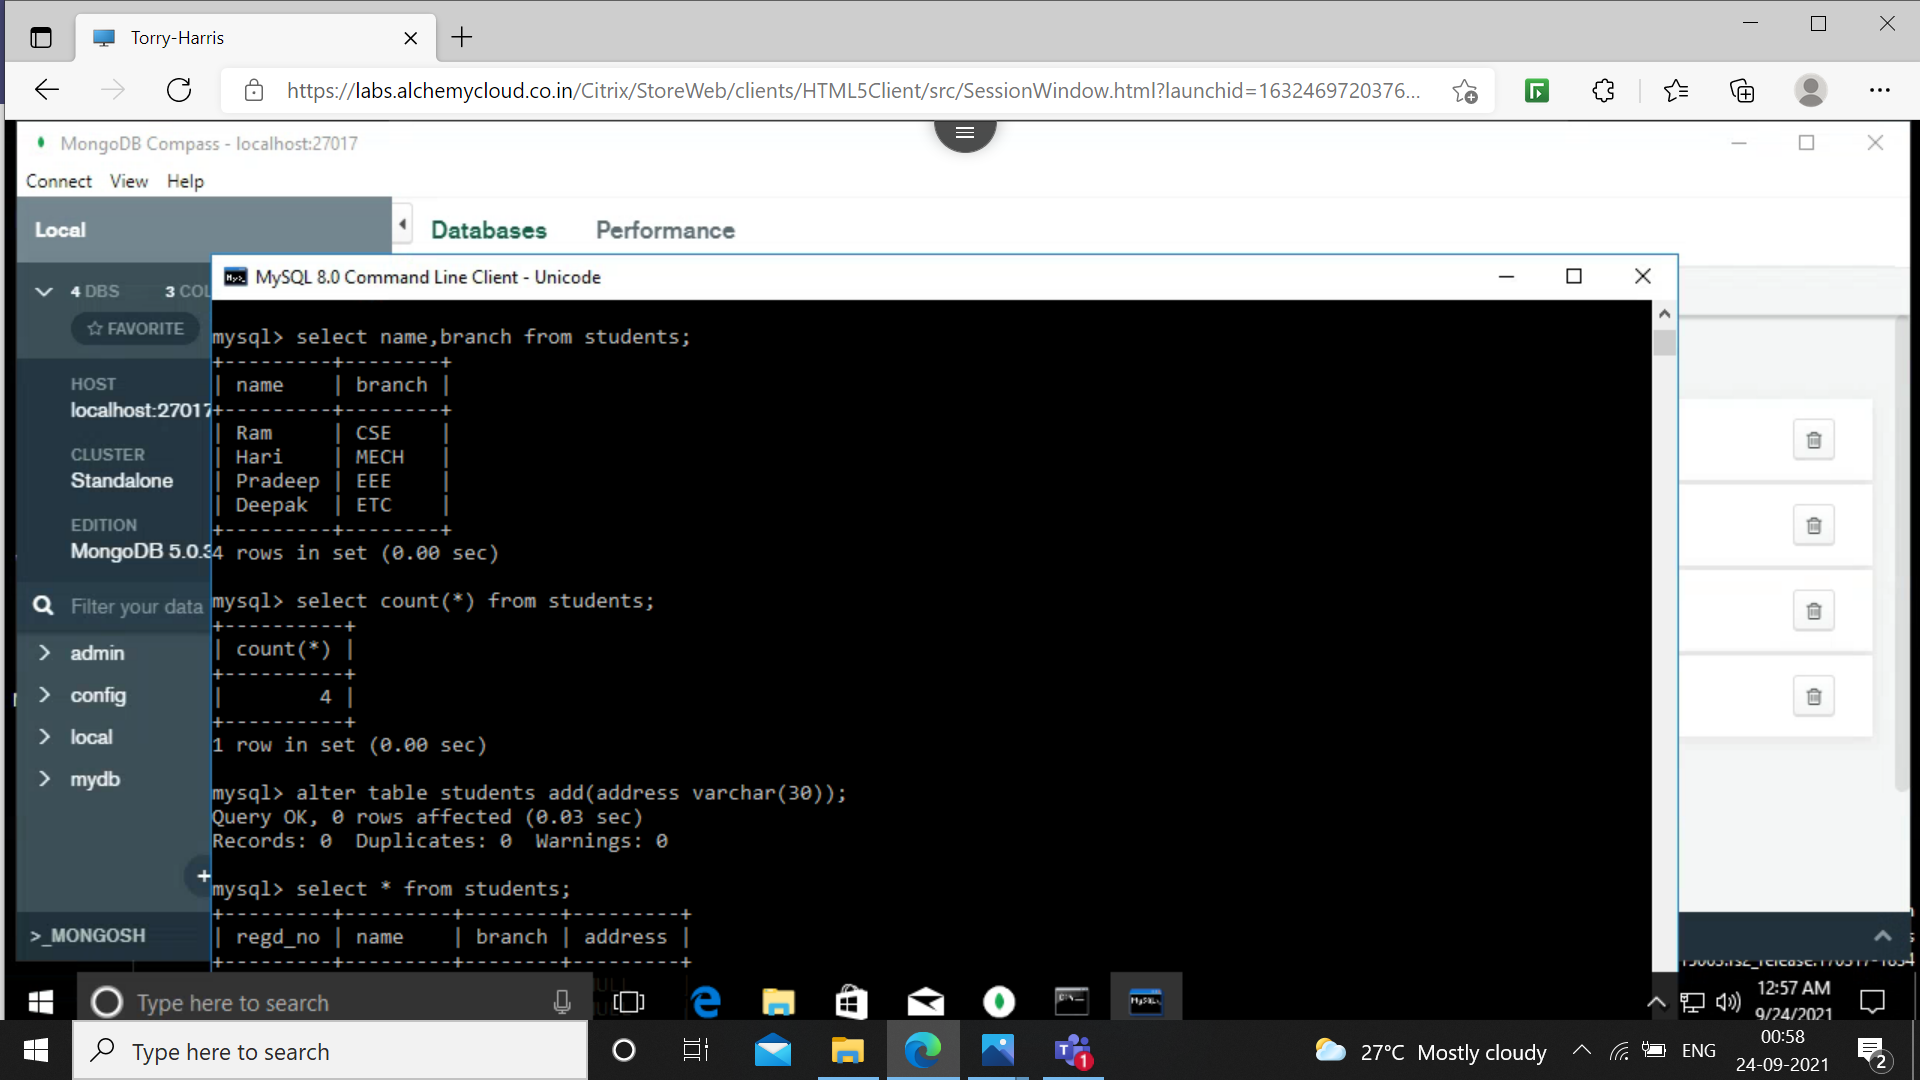 Torry-Harris
https://labs.alchemycloud.co.in/Citrix/StoreWeb/clients/HTML5Client/src/SessionWindow.html?launchid=1632469720376...
MongoDB Compass - localhost:27017
Connect View Help
Local
Databases Performance
4 DBS 3 COL
FAVORITE
HOST
localhost:27017
CLUSTER
Standalone
EDITION
MongoDB 5.0.3
Filter your data
admin
config
local
mydb
>_MONGOSH
MySQL 8.0 Command Line Client - Unicode
mysql> select name,branch from students;
+---------+--------+
| name    | branch |
+---------+--------+
| Ram     | CSE    |
| Hari    | MECH   |
| Pradeep | EEE    |
| Deepak  | ETC    |
+---------+--------+
4 rows in set (0.00 sec)
mysql> select count(*) from students;
+----------+
| count(*) |
+----------+
|        4 |
+----------+
1 row in set (0.00 sec)
mysql> alter table students add(address varchar(30));
Query OK, 0 rows affected (0.03 sec)
Records: 0  Duplicates: 0  Warnings: 0
mysql> select * from students;
+---------+---------+--------+---------+
| regd_no | name    | branch | address |
+---------+---------+--------+---------+
Type here to search
12:57 AM
9/24/2021
Type here to search
27°C Mostly cloudy
ENG
00:58
24-09-2021
1
2